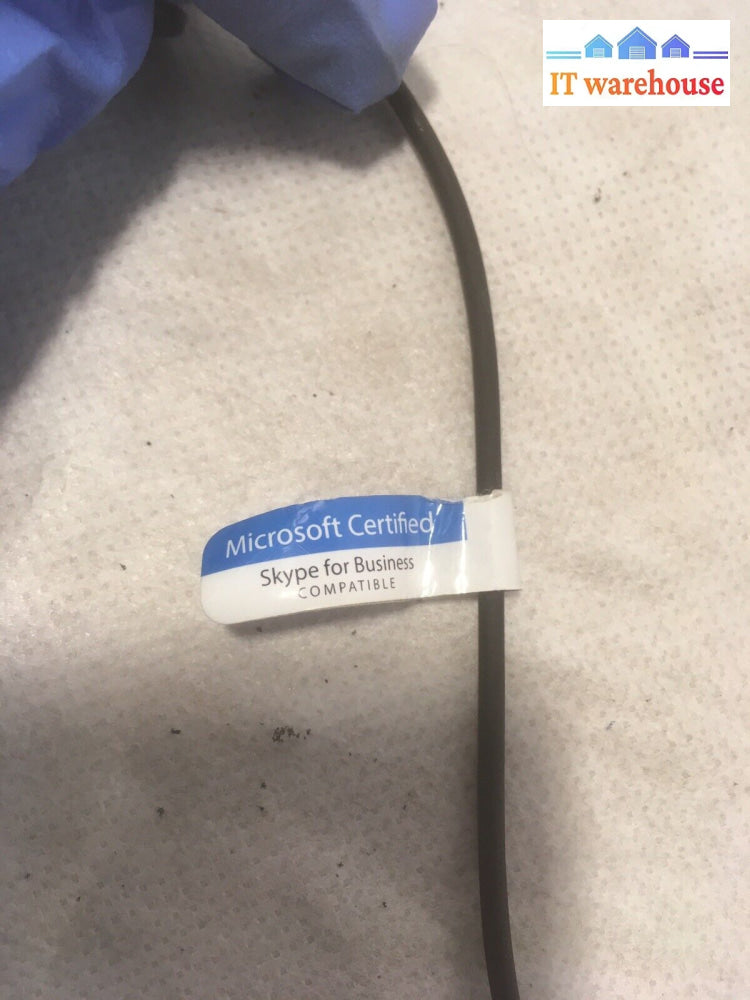 IT warehouse
Microsoft Certified
Skype for Business
COMPATIBLE